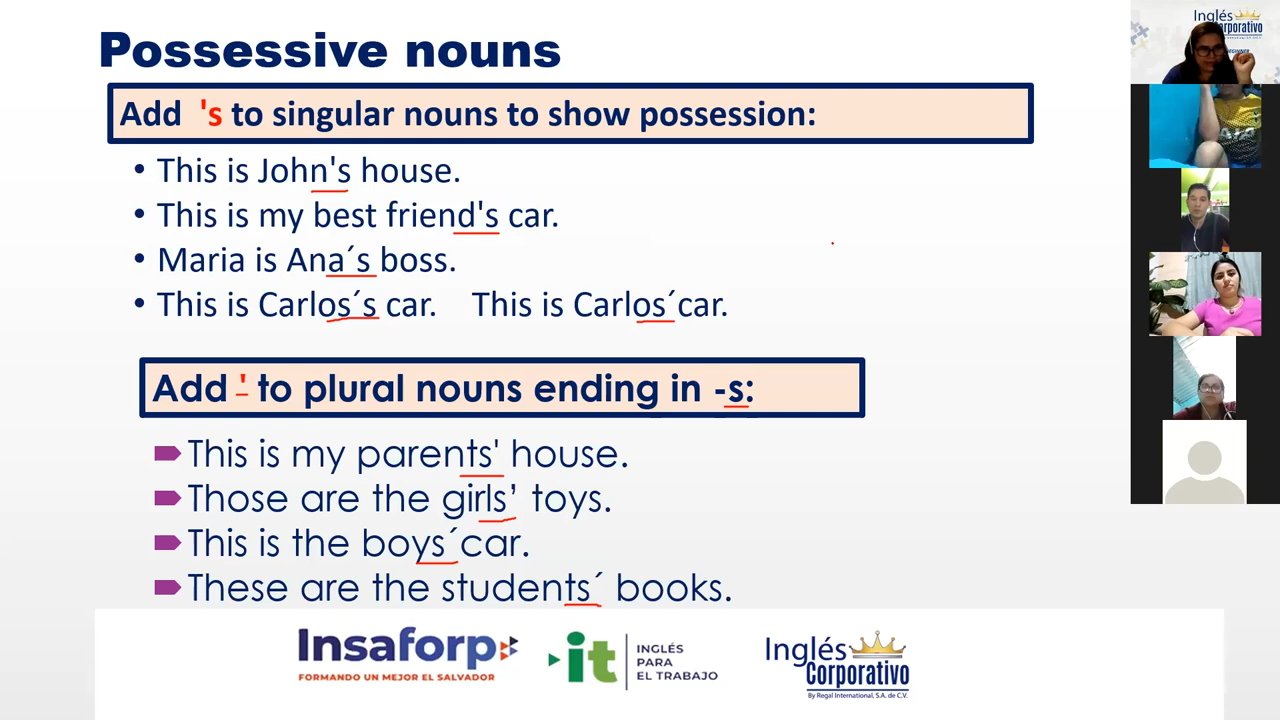 Possessive nouns
Add 's to singular nouns to show possession:
• This is John's house.
• This is my best friend's car.
• Maria is Ana´s boss.
• This is Carlos´s car. This is Carlos´car.
Add ' to plural nouns ending in -s:
This is my parents' house.
Those are the girls’ toys.
This is the boys´car.
These are the students´ books.
Insaforp
FORMANDO UN MEJOR EL SALVADOR
it
INGLÉS
PARA
EL TRABAJO
Inglés
Corporativo
By Regal International, S.A. de C.V.
Inglés
Corporativo